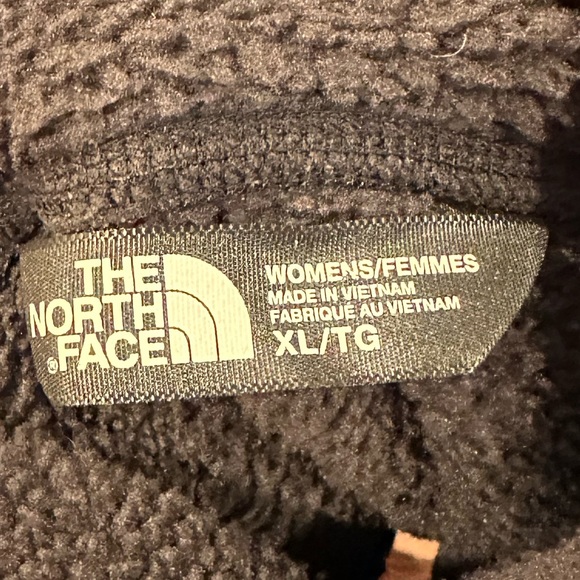 THE
NORTH
FACE®
WOMENS/FEMMES
MADE IN VIETNAM
FABRIQUÉ AU VIETNAM
XL/TG